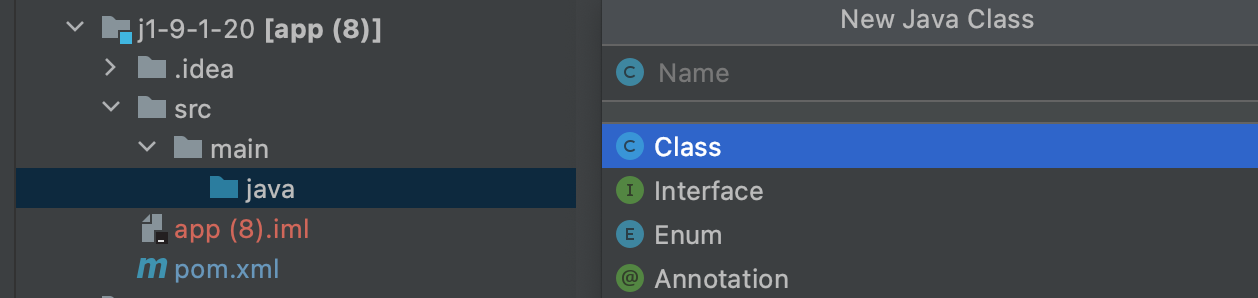 j1-9-1-20 [app (8)]
.idea
src
main
java
app (8).iml
m pom.xml
New Java Class
C Name
C Class
I Interface
E Enum
@ Annotation